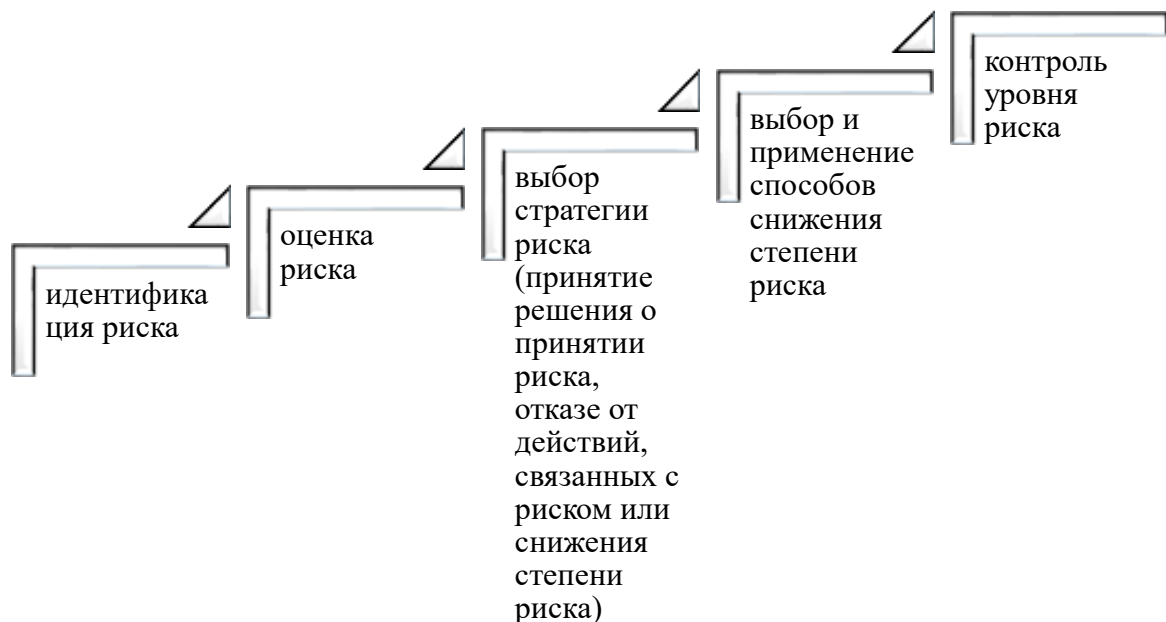 идентифика
ция риска
оценка
риска
выбор
стратегии
риска
(принятие
решения о
принятии
риска,
отказе от
действий,
связанных с
риском или
снижения
степени
риска)
выбор и
применение
способов
снижения
степени
риска
контроль
уровня
риска